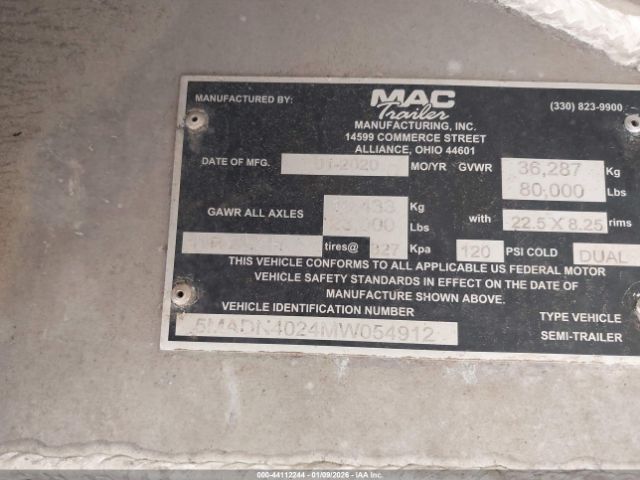 MANUFACTURED BY:
MAC
Trailer
MANUFACTURING, INC.
14599 COMMERCE STREET
ALLIANCE, OHIO 44601
(330) 823-9900
DATE OF MFG. 2020 MO/YR GVWR 36,287 Kg
80,000 Lbs
GAWR ALL AXLES Kg
Lbs with 22.5 X 8.25 rims
tires@ Kpa 120 PSI COLD DUAL
THIS VEHICLE CONFORMS TO ALL APPLICABLE US FEDERAL MOTOR
VEHICLE SAFETY STANDARDS IN EFFECT ON THE DATE OF
MANUFACTURE SHOWN ABOVE.
VEHICLE IDENTIFICATION NUMBER
5MADN4024MW054912
TYPE VEHICLE
SEMI-TRAILER
000-44112244 | 01/09/2026 | IAA Inc.